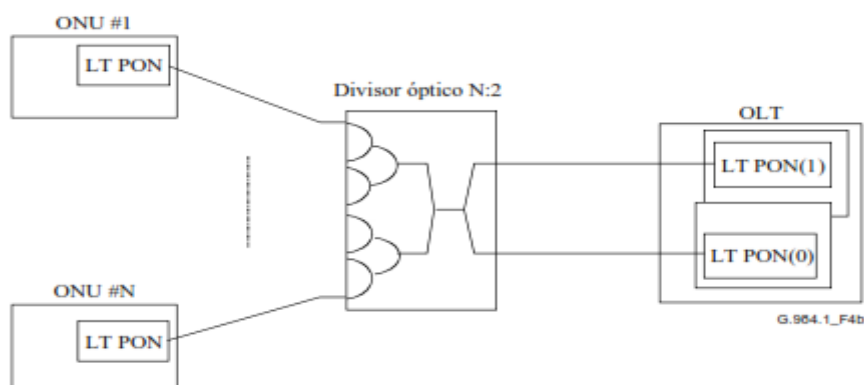 ONU #1
LT PON
Divisor óptico N:2
OLT
LT PON(1)
LT PON(0)
ONU #N
LT PON
G.984.1_F4b